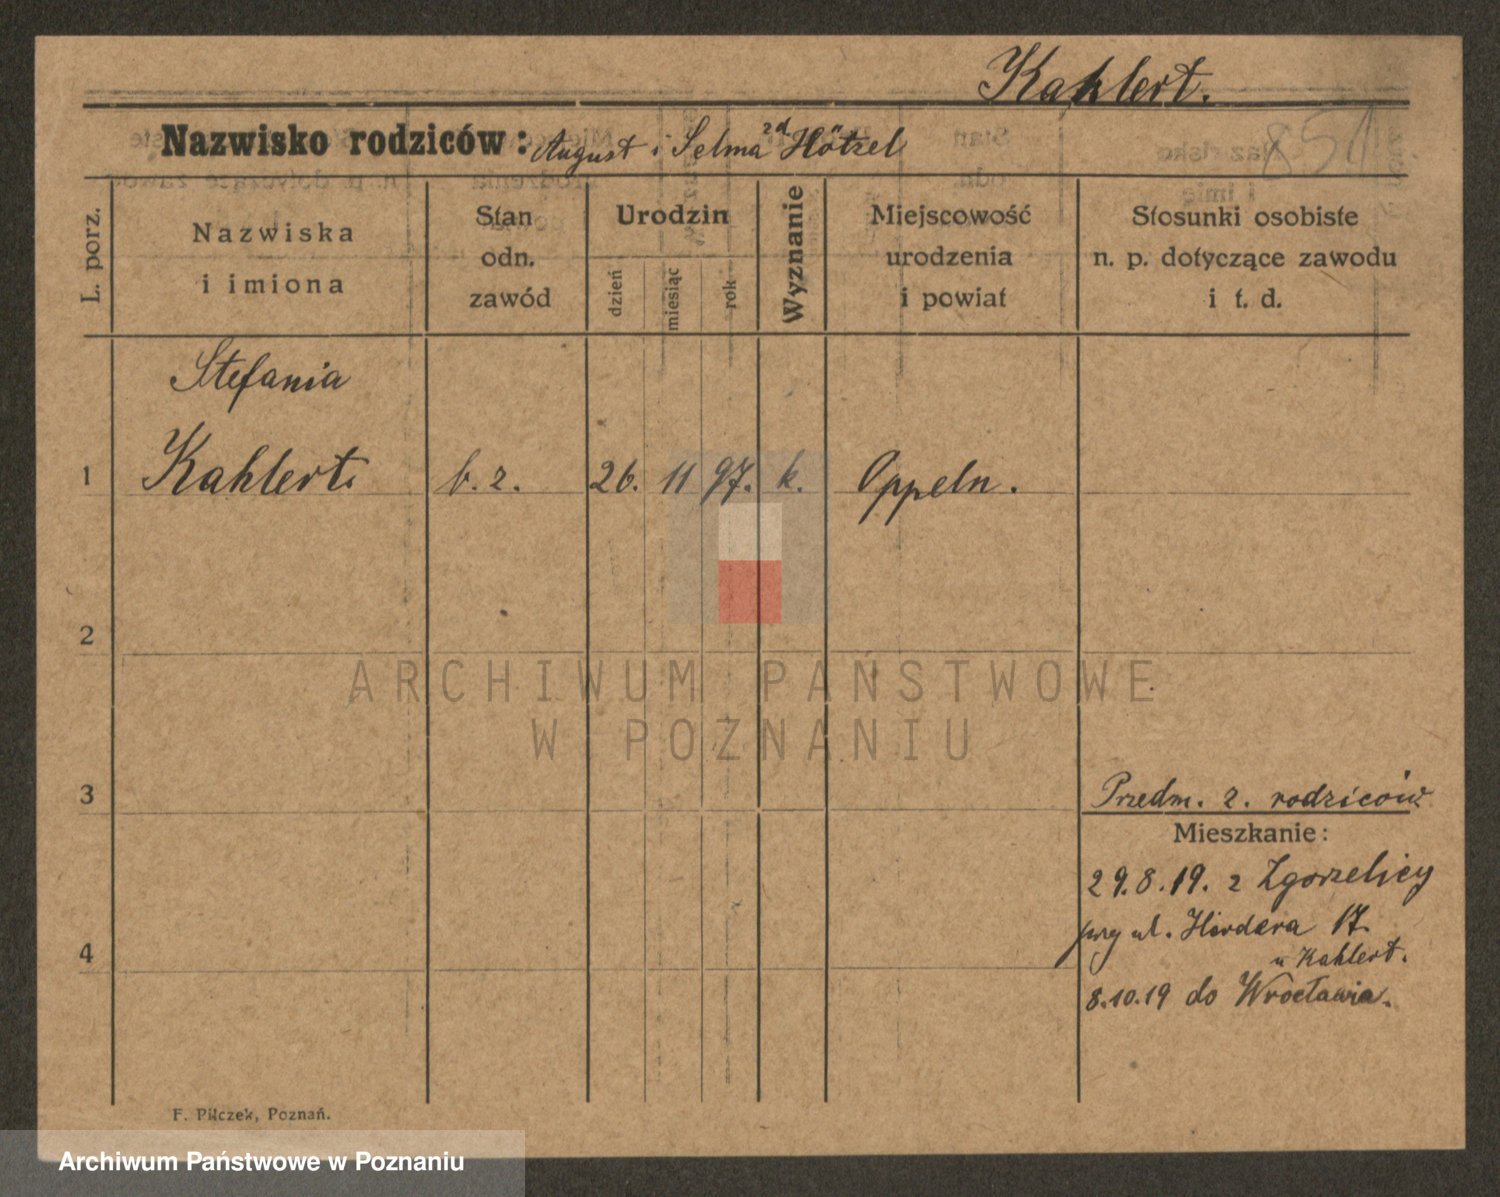 Kahlert.
851
Nazwisko rodziców: August i Selma zd Hötzel
L. porz.
Nazwiska
i imiona
Stan
odn.
zawód
Urodzin
dzień
miesiąc
rok
Wyznanie
Miejscowość
urodzenia
i powiat
Stosunki osobiste
n. p. dotyczące zawodu
i t. d.
Stefania
1 Kahlert. b. z. 26. 11 97. k. Oppeln.
2
ARCHIWUM PAŃSTWOWE
W POZNANIU
3
Przedm. z. rodziców
Mieszkanie:
29.8.19. z Zgorzelicy
przy ul. Herdera 17.
u Kahlert.
4
8.10.19 do Wrocławia.
F. Pilczek, Poznań.
Archiwum Państwowe w Poznaniu